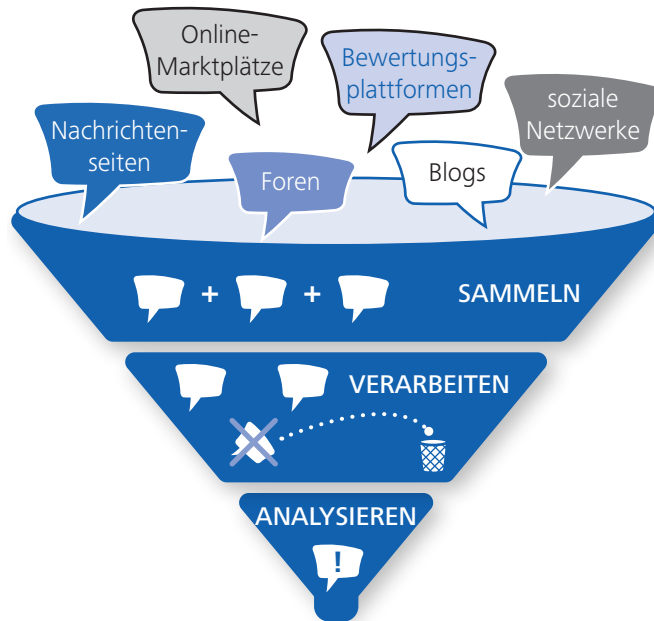 Online-
Marktplätze
Bewertungs-
plattformen
soziale
Netzwerke
Nachrichten-
seiten
Foren
Blogs
+ + SAMMELN
VERARBEITEN
ANALYSIEREN
!